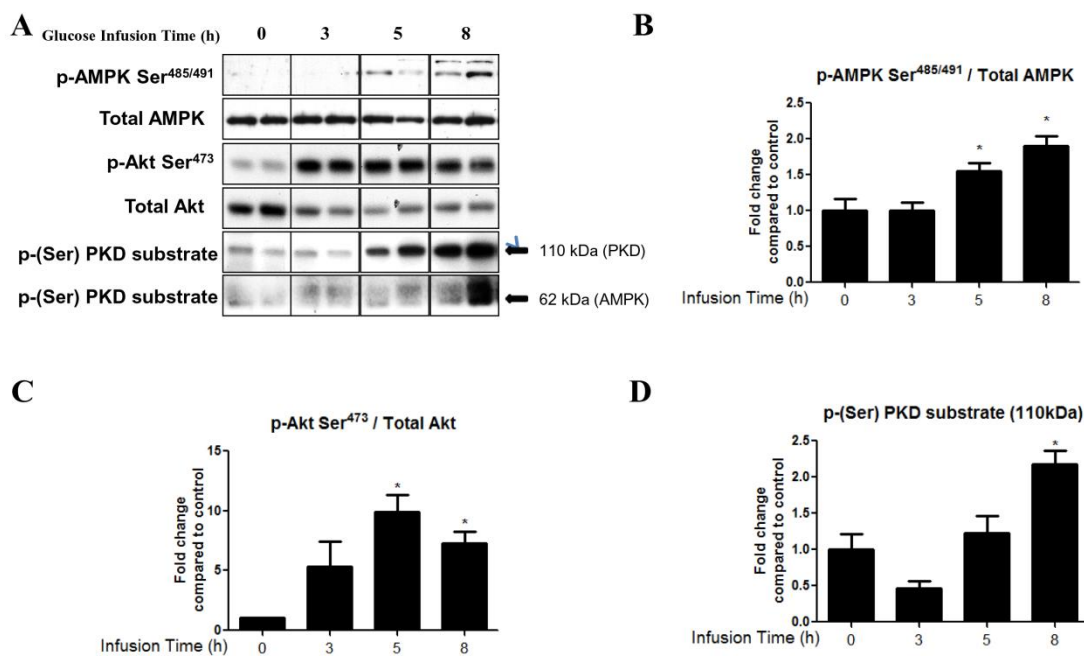 A
Glucose Infusion Time (h) 0 3 5 8
p-AMPK Ser485/491
Total AMPK
p-Akt Ser473
Total Akt
p-(Ser) PKD substrate 110 kDa (PKD)
p-(Ser) PKD substrate 62 kDa (AMPK)
B
p-AMPK Ser485/491 / Total AMPK
Fold change
compared to control
2.5
2.0
1.5
1.0
0.5
0.0
* *
Infusion Time (h) 0 3 5 8
C
p-Akt Ser473 / Total Akt
Fold change
compared to control
15
10
5
0
* *
Infusion Time (h) 0 3 5 8
D
p-(Ser) PKD substrate (110kDa)
Fold change
compared to control
2.5
2.0
1.5
1.0
0.5
0.0
*
Infusion Time (h) 0 3 5 8